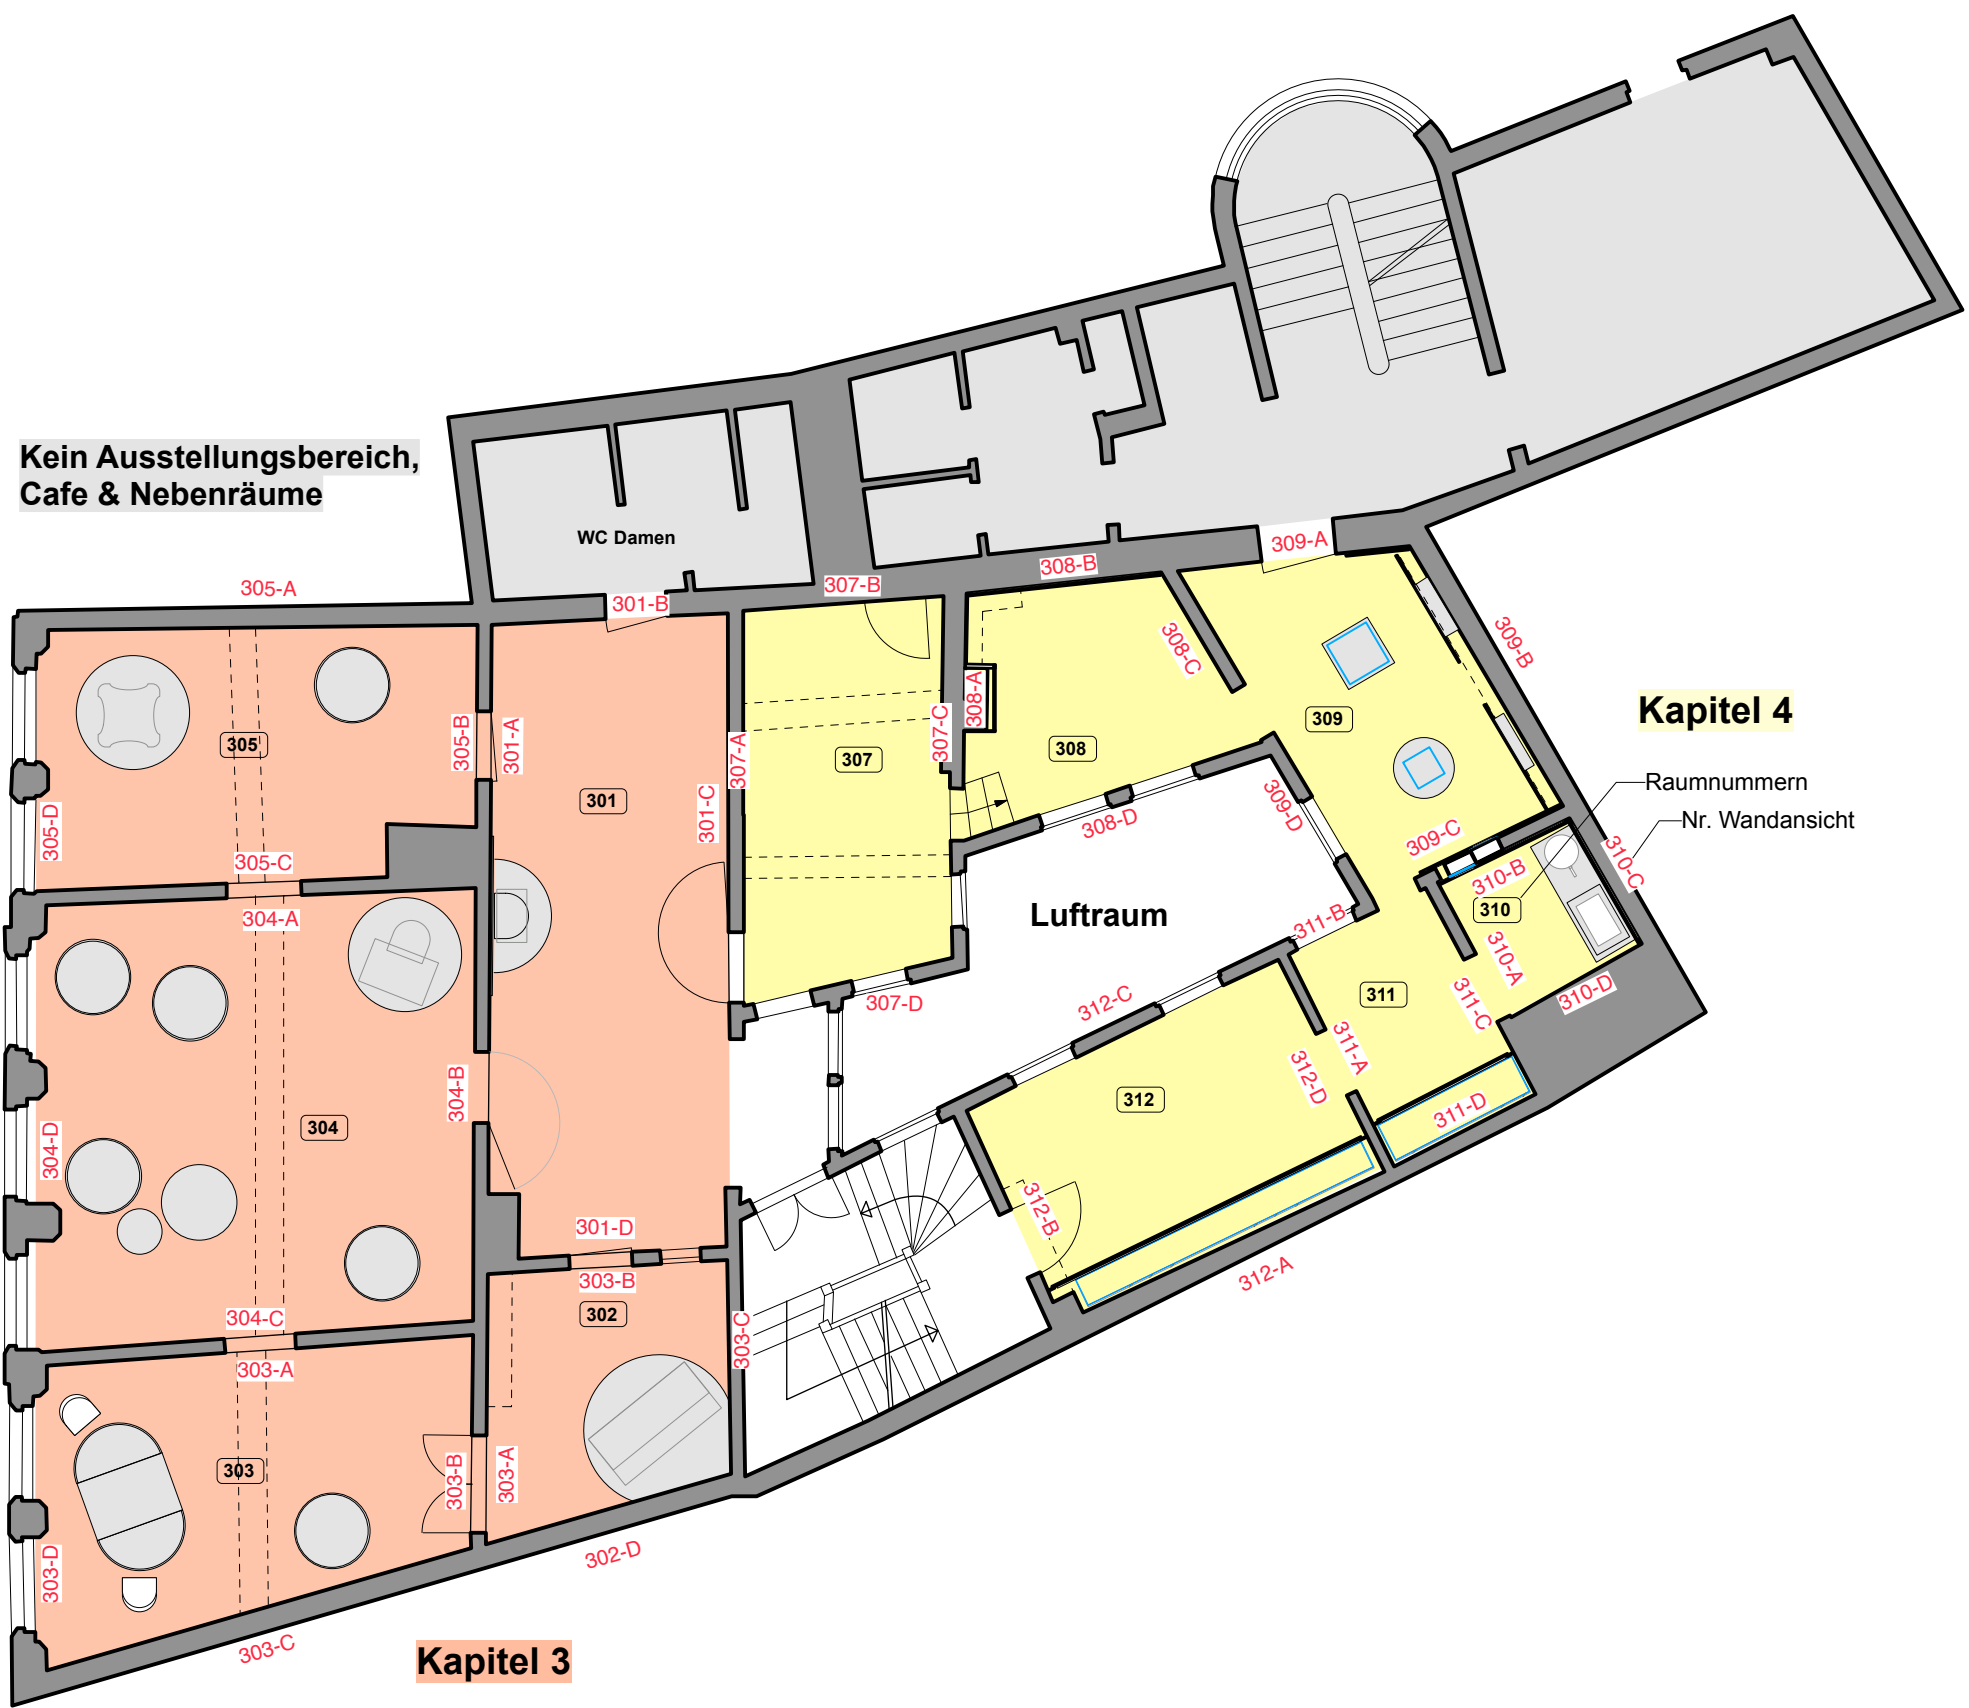 Kein Ausstellungsbereich,
Cafe & Nebenräume
WC Damen
309-A
308-B
307-B
305-A
301-B
308-C
309-B
308-A
Kapitel 4
309
305
305-B
301-A
307-A
307-C
308
307
Raumnummern
301
301-C
309-D
308-D
Nr. Wandansicht
305-D
309-C
310-C
305-C
310-B
304-A
Luftraum
311-B
310
310-A
307-D
312-C
311
311-C
310-D
311-A
312-D
304-B
312
311-D
304
304-D
312-B
301-D
303-B
312-A
302
304-C
303-C
303-A
303
303-B
303-A
303-D
302-D
303-C
Kapitel 3